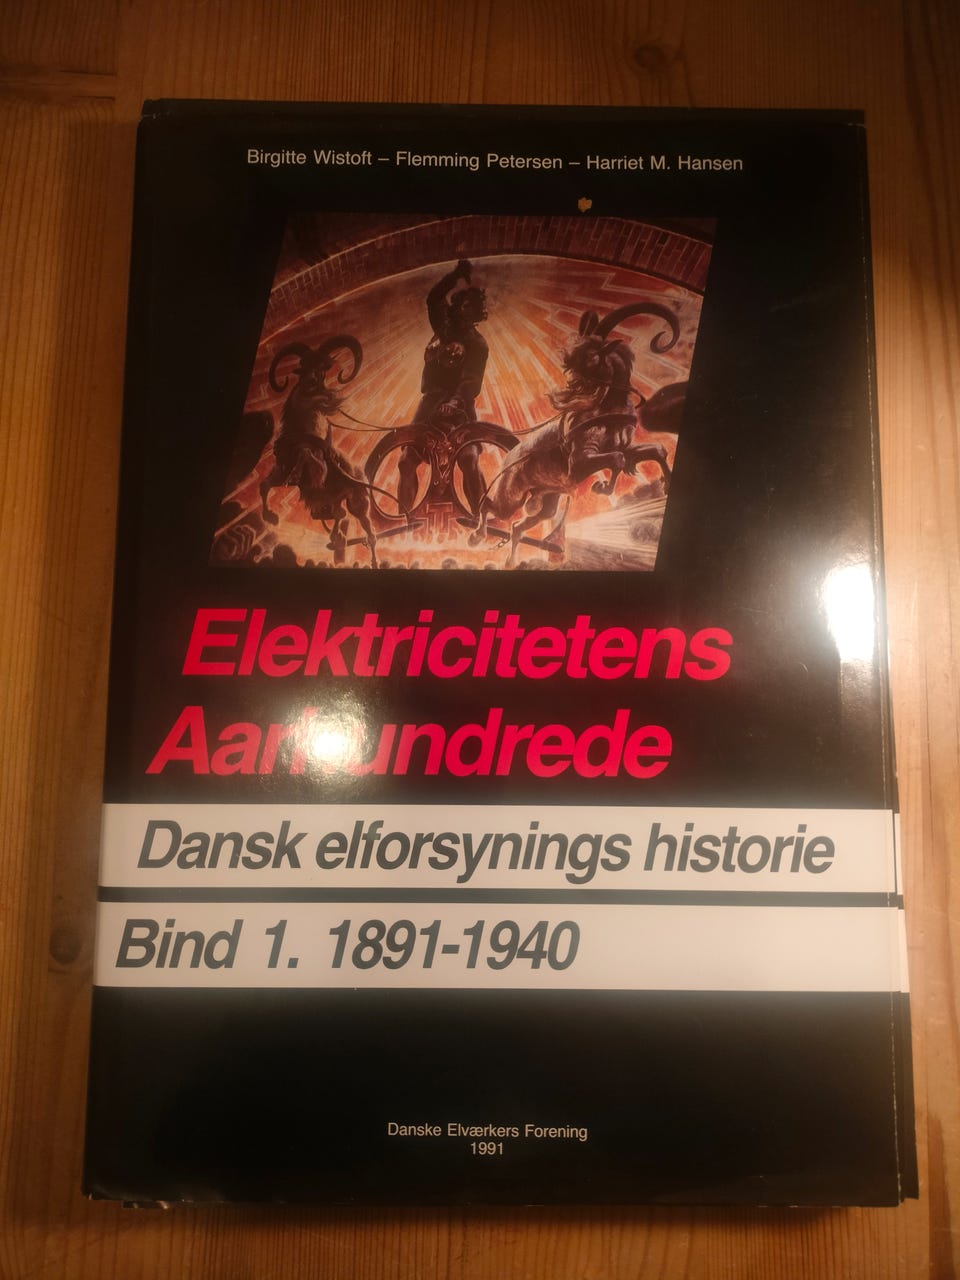 Birgitte Wistoft – Flemming Petersen – Harriet M. Hansen
Elektricitetens
Aarhundrede
Dansk elforsynings historie
Bind 1. 1891-1940
Danske Elværkers Forening
1991